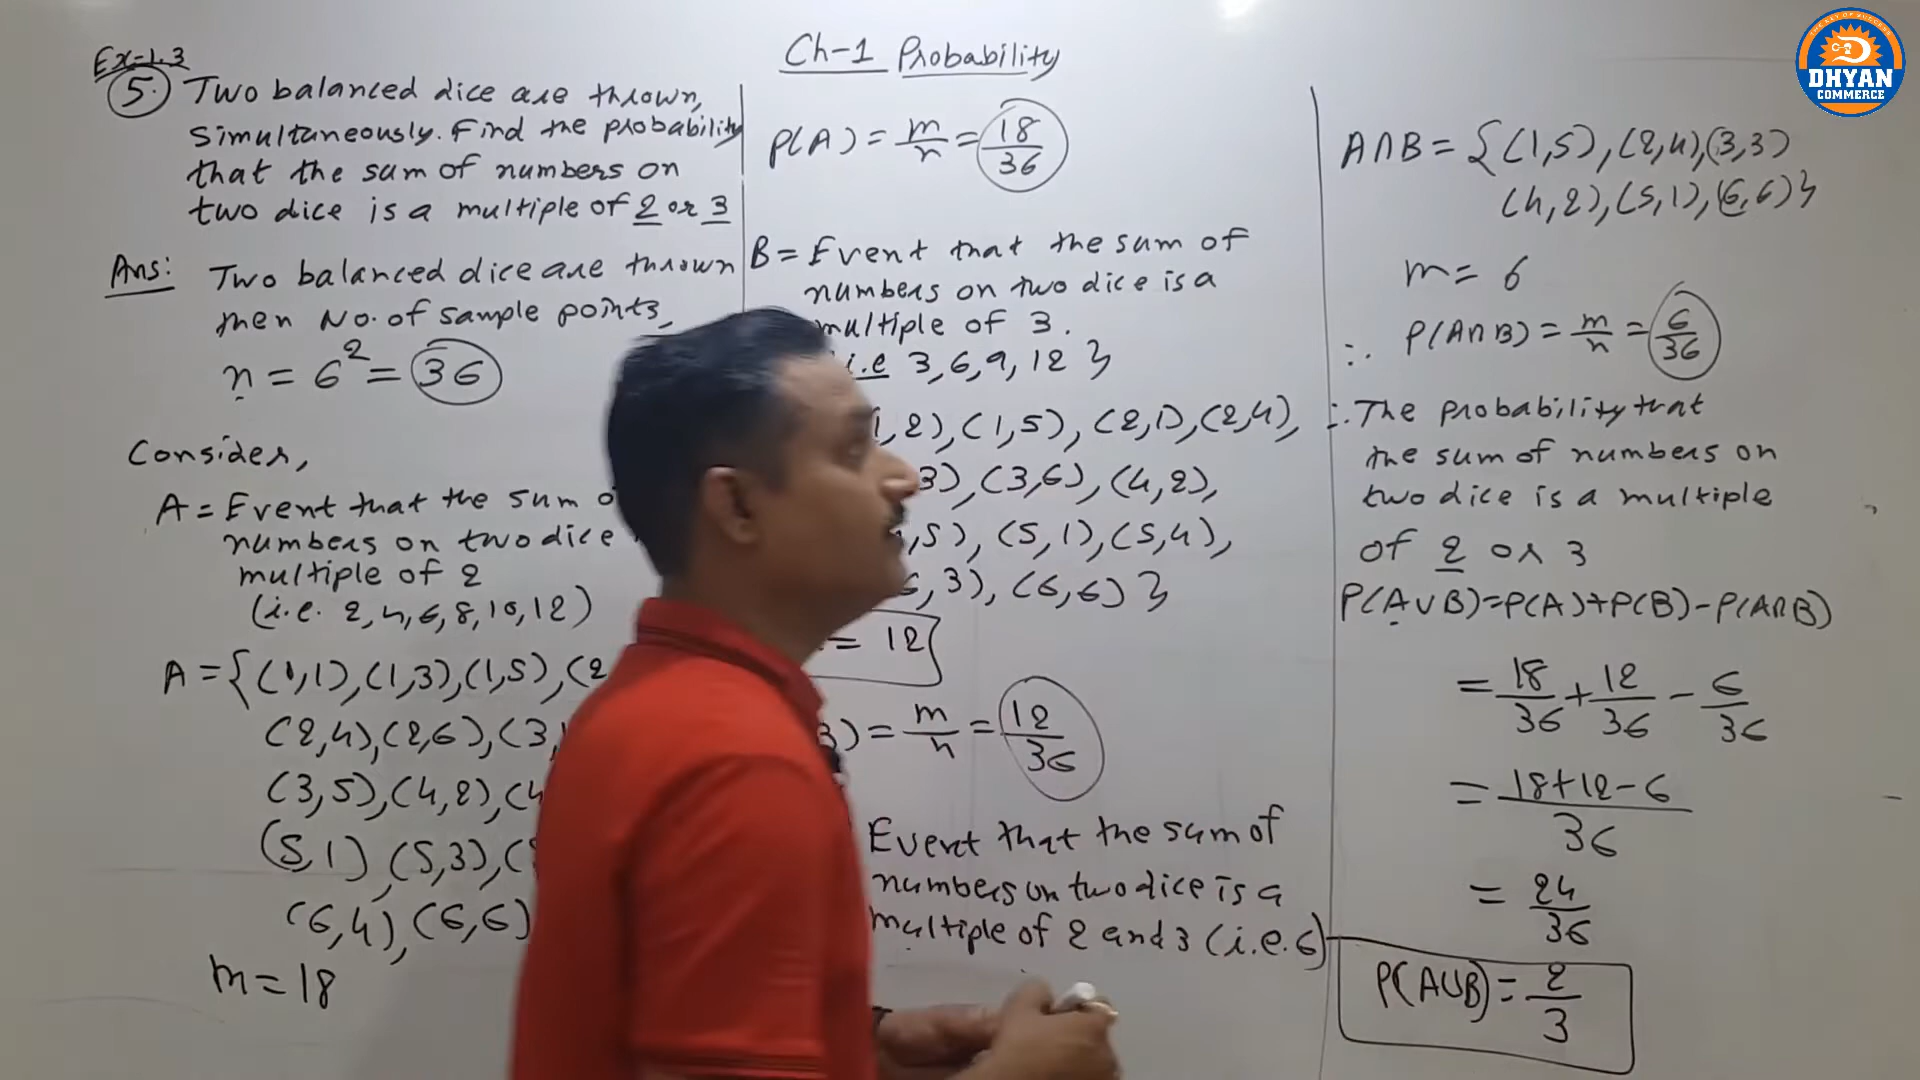 Ch-1 Probability
Ex-1.3
5. Two balanced dice are thrown,
simultaneously. Find the probability
that the sum of numbers on
two dice is a multiple of 2 or 3
Ans: Two balanced dice are thrown
then No. of sample points,
n = 6² = 36
Consider,
A = Event that the sum
numbers on two dice
multiple of 2
(i.e. 2, 4, 6, 8, 10, 12)
A = {(1,1), (1,3), (1,5), (2
(2,4), (2,6), (3,
(3,5), (4,2), (4
(5,1), (5,3), (
(6,4), (6,6)
m = 18
P(A) = m/n = 18/36
B = Event that the sum of
numbers on two dice is a
multiple of 3.
i.e 3, 6, 9, 12 }
1,2), (1,5), (2,1), (2,4),
3), (3,6), (4,2),
,5), (5,1), (5,4),
,3), (6,6) }
= 12
) = m/n = 12/36
Event that the sum of
numbers on two dice is a
multiple of 2 and 3 (i.e. 6)
A∩B = {(1,5), (2,4), (3,3)
(4,2), (5,1), (6,6)}
m = 6
∴ P(A∩B) = m/n = 6/36
∴ The probability that
the sum of numbers on
two dice is a multiple
of 2 or 3
P(A∪B) = P(A) + P(B) - P(A∩B)
= 18/36 + 12/36 - 6/36
= 18+12-6/36
= 24/36
P(A∪B) = 2/3
DHYAN
COMMERCE